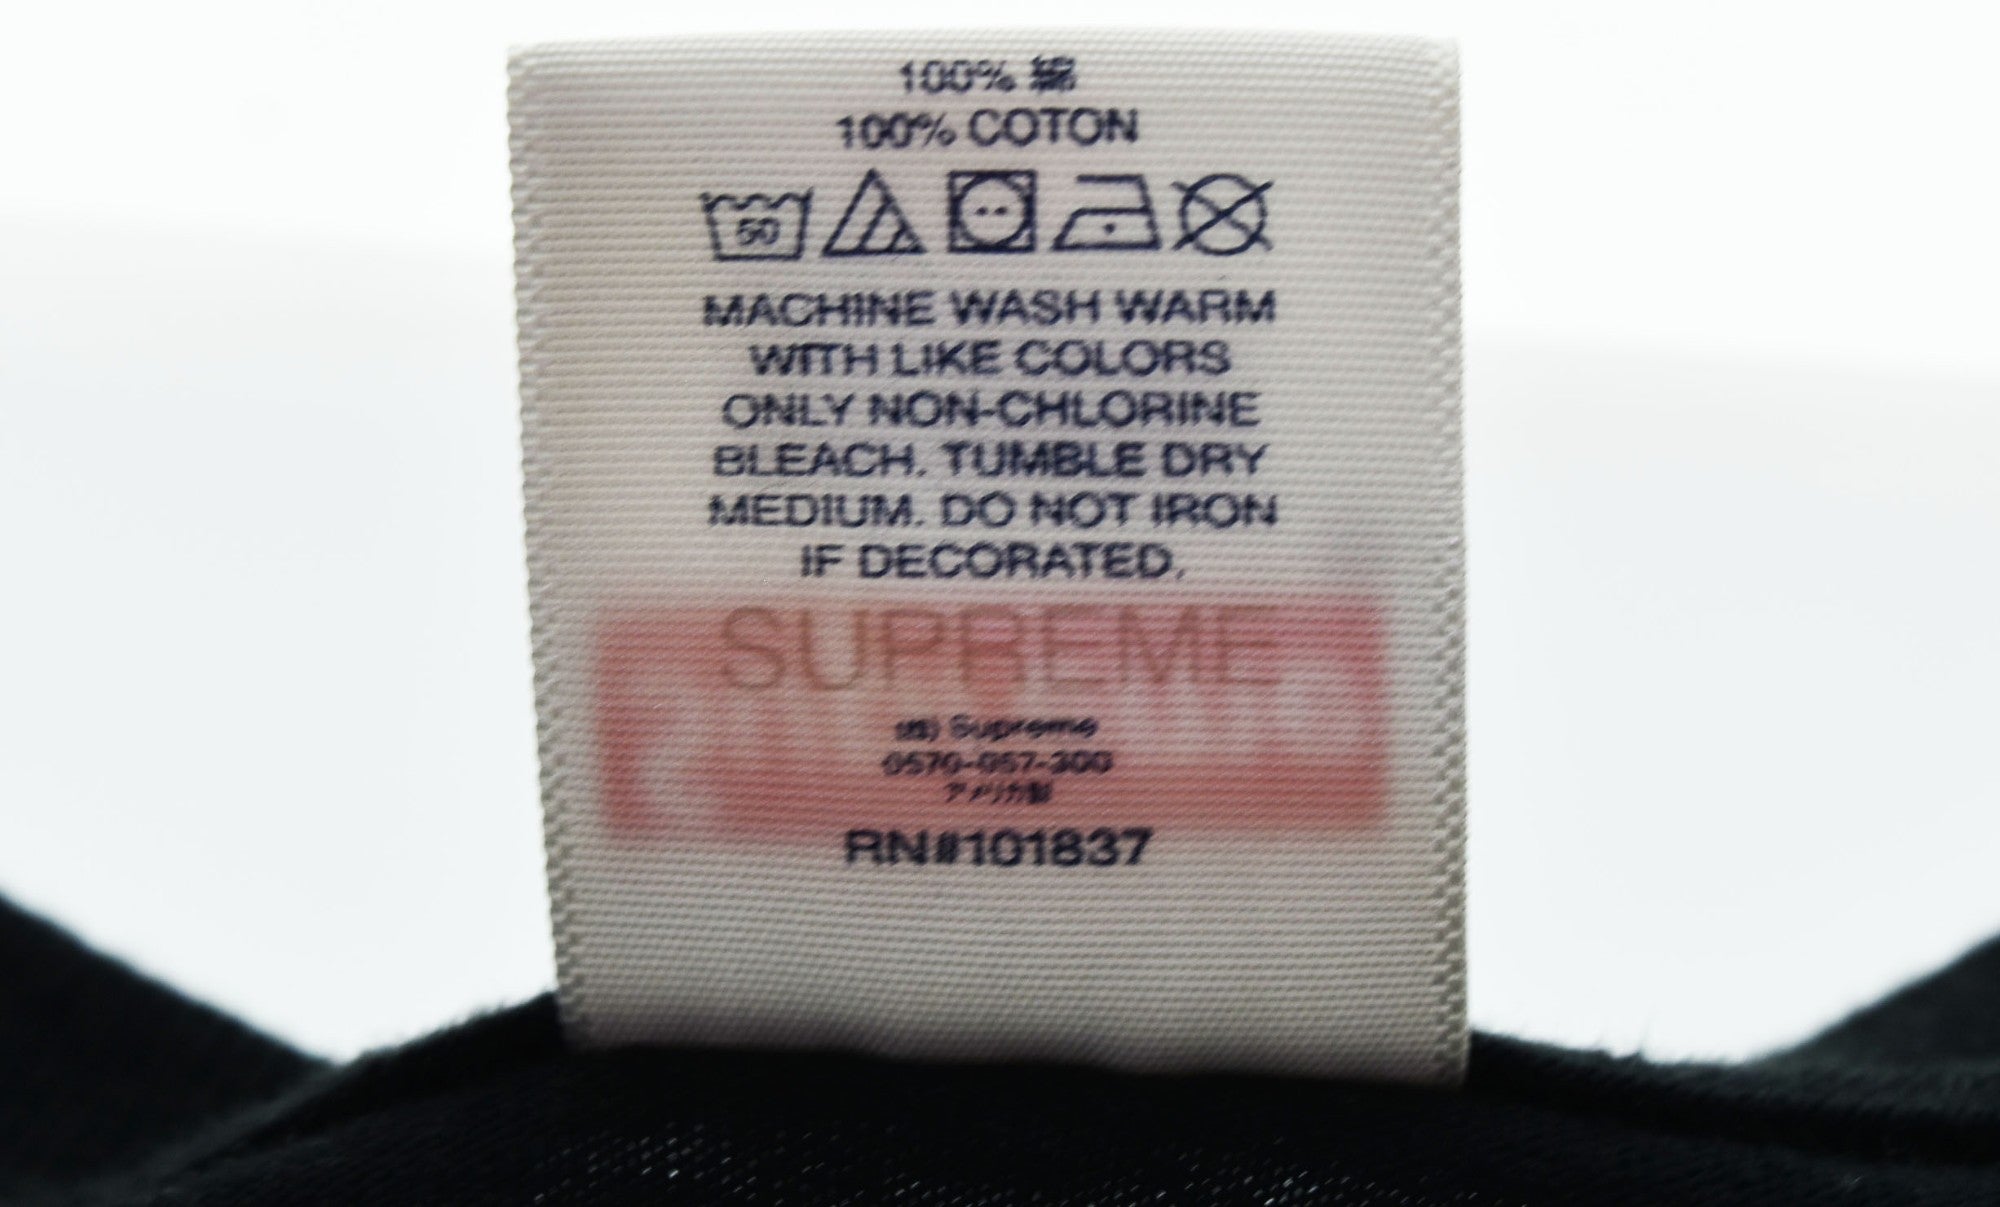 100% 綿
100% COTON
50
MACHINE WASH WARM
WITH LIKE COLORS
ONLY NON-CHLORINE
BLEACH. TUMBLE DRY
MEDIUM. DO NOT IRON
IF DECORATED.
SUPREME
(株) Supreme
0570-057-300
アメリカ製
RN#101837